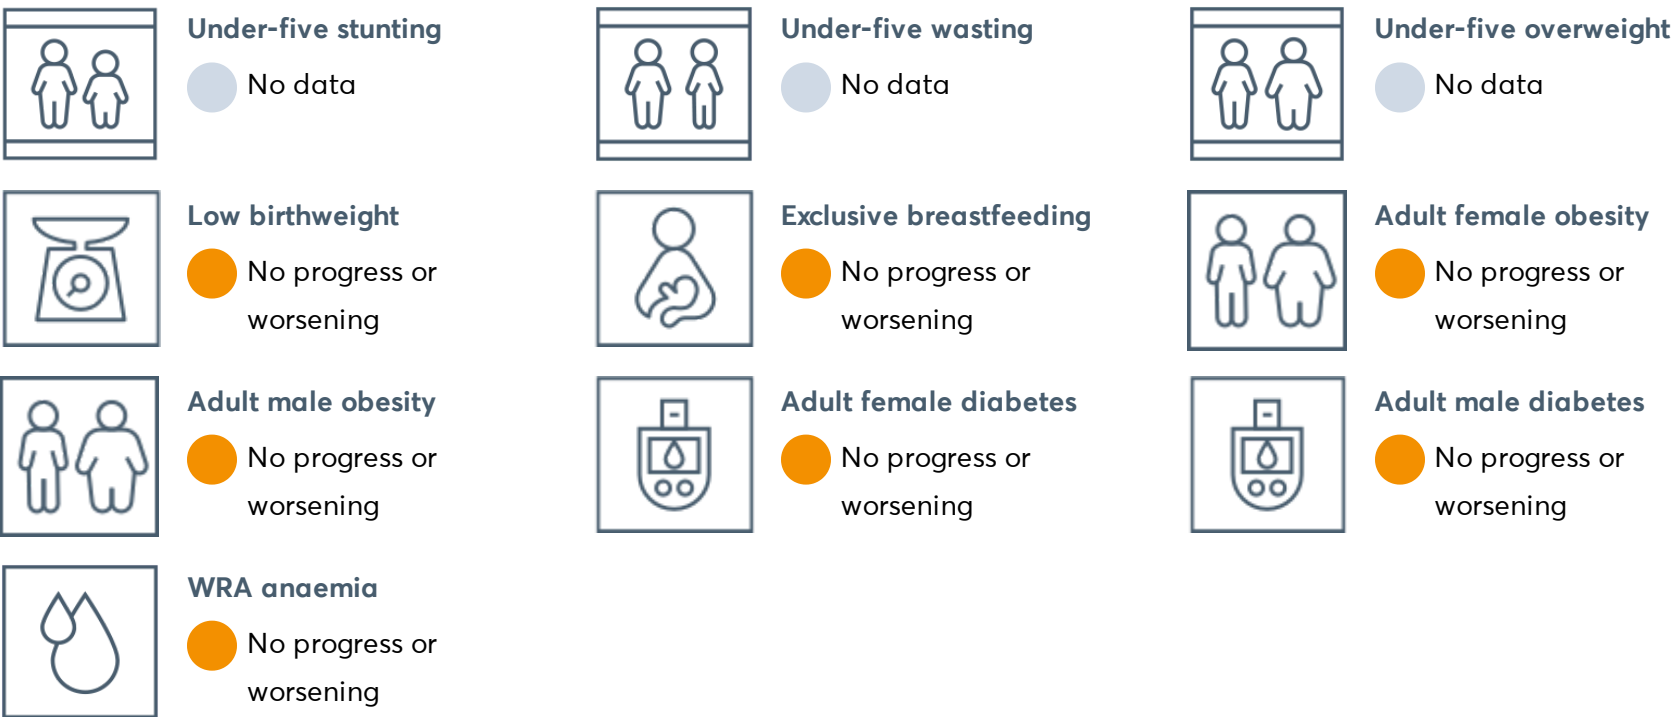 Under-five stunting
No data
Under-five wasting
No data
Under-five overweight
No data
Low birthweight
No progress or
worsening
Exclusive breastfeeding
No progress or
worsening
Adult female obesity
No progress or
worsening
Adult male obesity
No progress or
worsening
Adult female diabetes
No progress or
worsening
Adult male diabetes
No progress or
worsening
WRA anaemia
No progress or
worsening